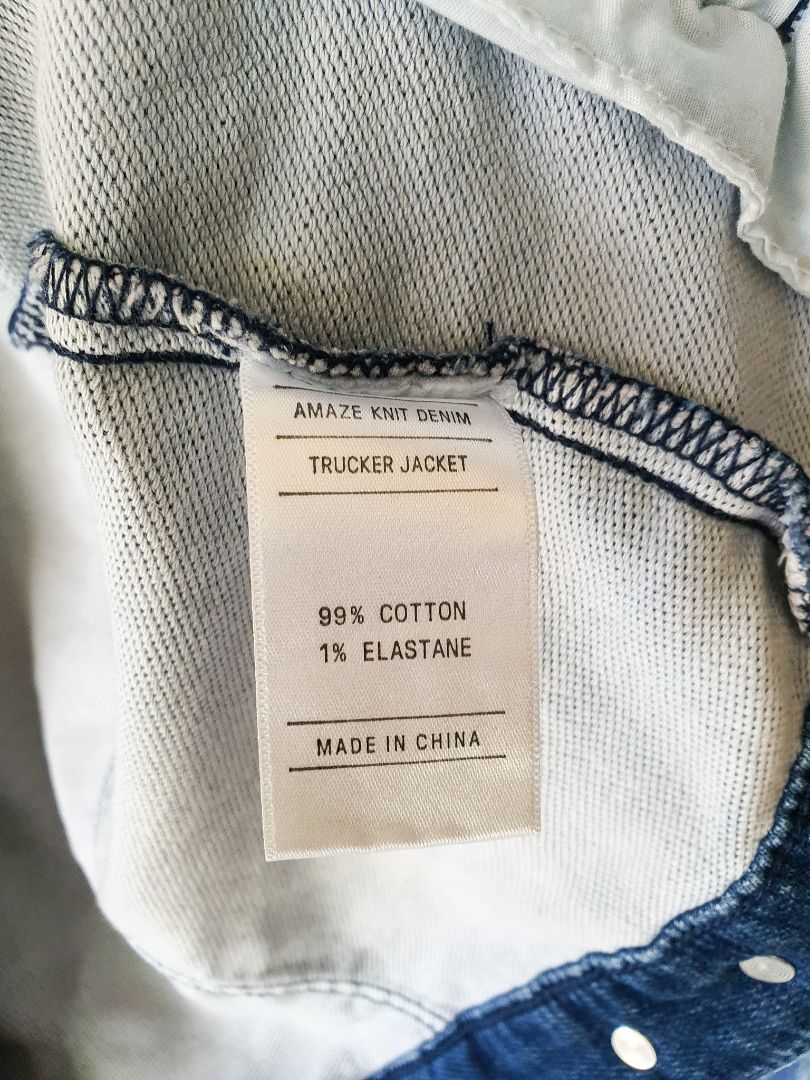 AMAZE KNIT DENIM
TRUCKER JACKET
99% COTTON
1% ELASTANE
MADE IN CHINA